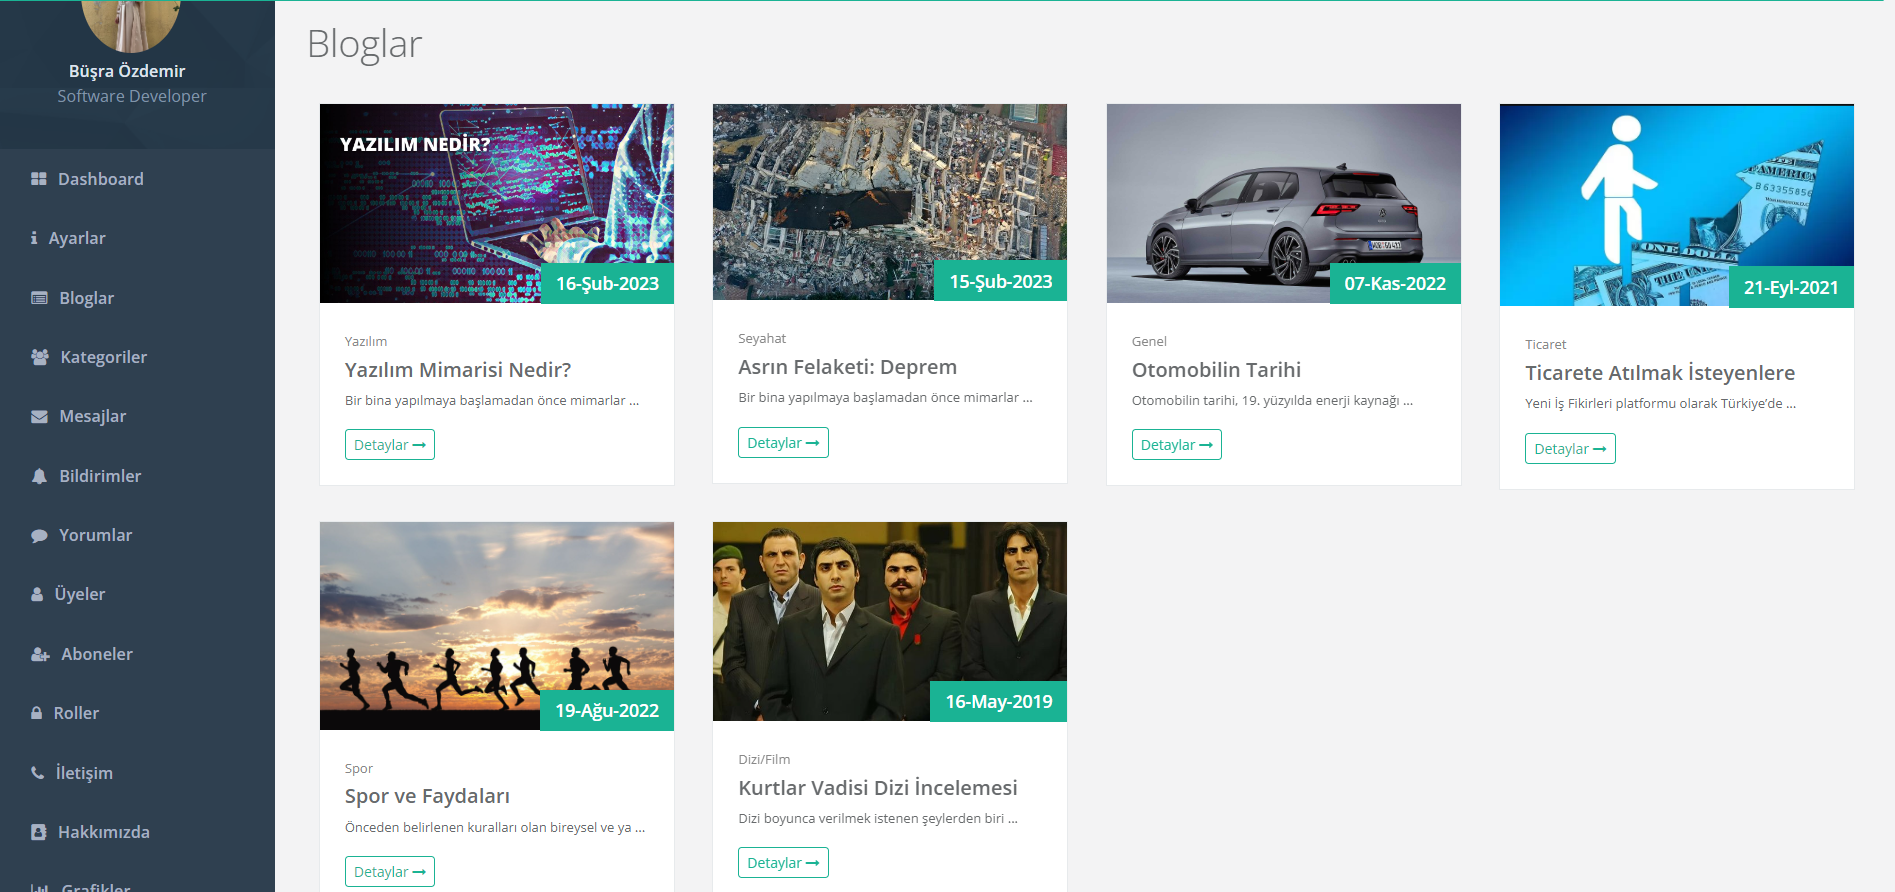 Büşra Özdemir
Software Developer
Dashboard
Ayarlar
Bloglar
Kategoriler
Mesajlar
Bildirimler
Yorumlar
Üyeler
Aboneler
Roller
İletişim
Hakkımızda
Grafikler
Bloglar
YAZILIM NEDİR?
16-Şub-2023
Yazılım
Yazılım Mimarisi Nedir?
Bir bina yapılmaya başlamadan önce mimarlar ...
Detaylar
15-Şub-2023
Seyahat
Asrın Felaketi: Deprem
Bir bina yapılmaya başlamadan önce mimarlar ...
Detaylar
07-Kas-2022
Genel
Otomobilin Tarihi
Otomobilin tarihi, 19. yüzyılda enerji kaynağı ...
Detaylar
AMERICA
B 63355856
ONE DOLLA
21-Eyl-2021
Ticaret
Ticarete Atılmak İsteyenlere
Yeni İş Fikirleri platformu olarak Türkiye’de ...
Detaylar
19-Ağu-2022
Spor
Spor ve Faydaları
Önceden belirlenen kuralları olan bireysel ve ya ...
Detaylar
16-May-2019
Dizi/Film
Kurtlar Vadisi Dizi İncelemesi
Dizi boyunca verilmek istenen şeylerden biri ...
Detaylar